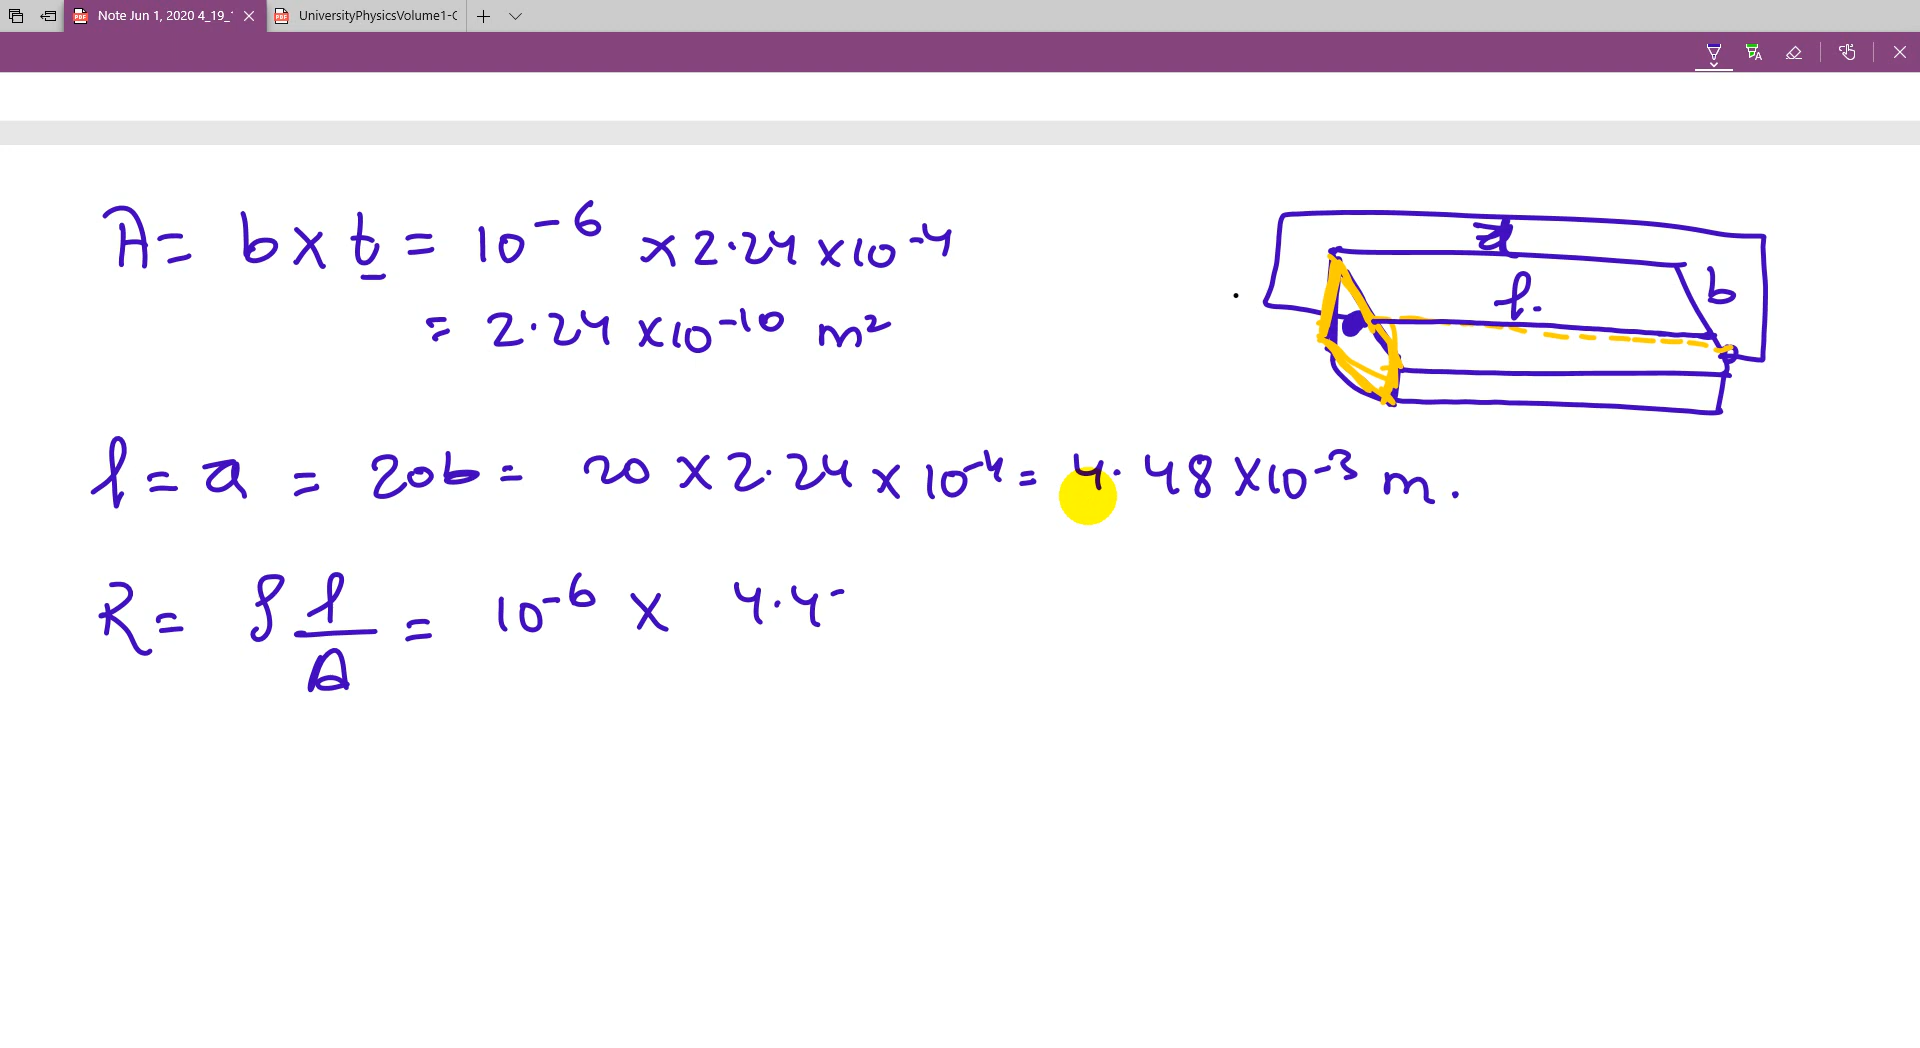 Note Jun 1, 2020 4_19_
UniversityPhysicsVolume1-
A = b × t = 10⁻⁶ × 2.24 × 10⁻⁴
= 2.24 × 10⁻¹⁰ m²
a
l.
b
l = a = 20b = 20 × 2.24 × 10⁻⁴ = 4.48 × 10⁻³ m.
R = ρ l/A = 10⁻⁶ × 4.4